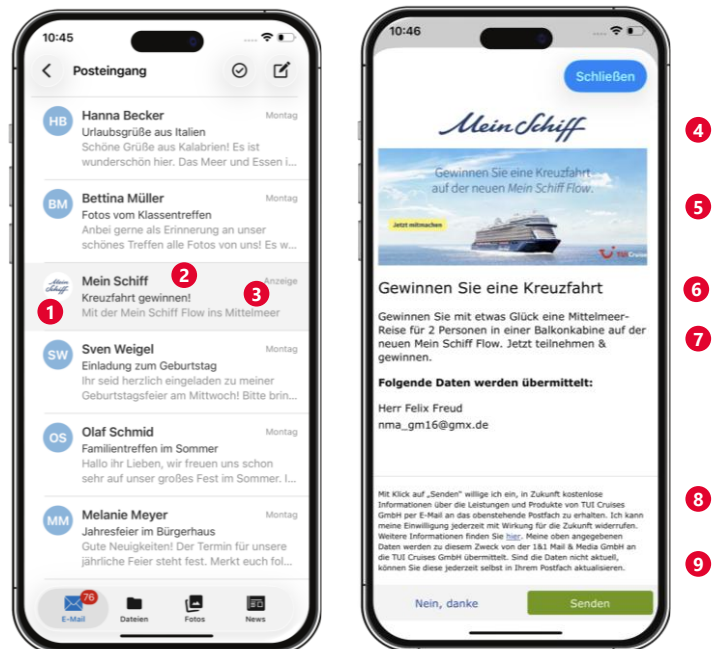 10:45
Posteingang
HB
Hanna Becker
Montag
Urlaubsgrüße aus Italien
Schöne Grüße aus Kalabrien! Es ist
wunderschön hier. Das Meer und Essen i...
BM
Bettina Müller
Montag
Fotos vom Klassentreffen
Anbei gerne als Erinnerung an unser
schönes Treffen alle Fotos von uns! Es w...
Mein Schiff
Mein Schiff
2
Anzeige
1
Kreuzfahrt gewinnen!
3
Mit der Mein Schiff Flow ins Mittelmeer
SW
Sven Weigel
Montag
Einladung zum Geburtstag
Ihr seid herzlich eingeladen zu meiner
Geburtstagsfeier am Mittwoch! Bitte brin...
OS
Olaf Schmid
Montag
Familientreffen im Sommer
Hallo ihr Lieben, wir freuen uns schon
sehr auf unser großes Fest im Sommer. I...
MM
Melanie Meyer
Montag
Jahresfeier im Bürgerhaus
Gute Neuigkeiten! Der Termin für unsere
jährliche Feier steht fest. Merkt euch fol...
76
E-Mail
Dateien
Fotos
News
10:46
Schließen
Mein Schiff
4
Gewinnen Sie eine Kreuzfahrt
auf der neuen Mein Schiff Flow.
5
Jetzt mitmachen
TUI Cruise
Gewinnen Sie eine Kreuzfahrt
6
Gewinnen Sie mit etwas Glück eine Mittelmeer-
Reise für 2 Personen in einer Balkonkabine auf der
7
neuen Mein Schiff Flow. Jetzt teilnehmen &
gewinnen.
Folgende Daten werden übermittelt:
Herr Felix Freud
nma_gm16@gmx.de
Mit Klick auf „Senden" willige ich ein, in Zukunft kostenlose
8
Informationen über die Leistungen und Produkte von TUI Cruises
GmbH per E-Mail an das obenstehende Postfach zu erhalten. Ich kann
meine Einwilligung jederzeit mit Wirkung für die Zukunft widerrufen.
Weitere Informationen finden Sie hier. Meine oben angegebenen
Daten werden zu diesem Zweck von der 1&1 Mail & Media GmbH an
die TUI Cruises GmbH übermittelt. Sind die Daten nicht aktuell,
9
können Sie diese jederzeit selbst in Ihrem Postfach aktualisieren.
Nein, danke
Senden